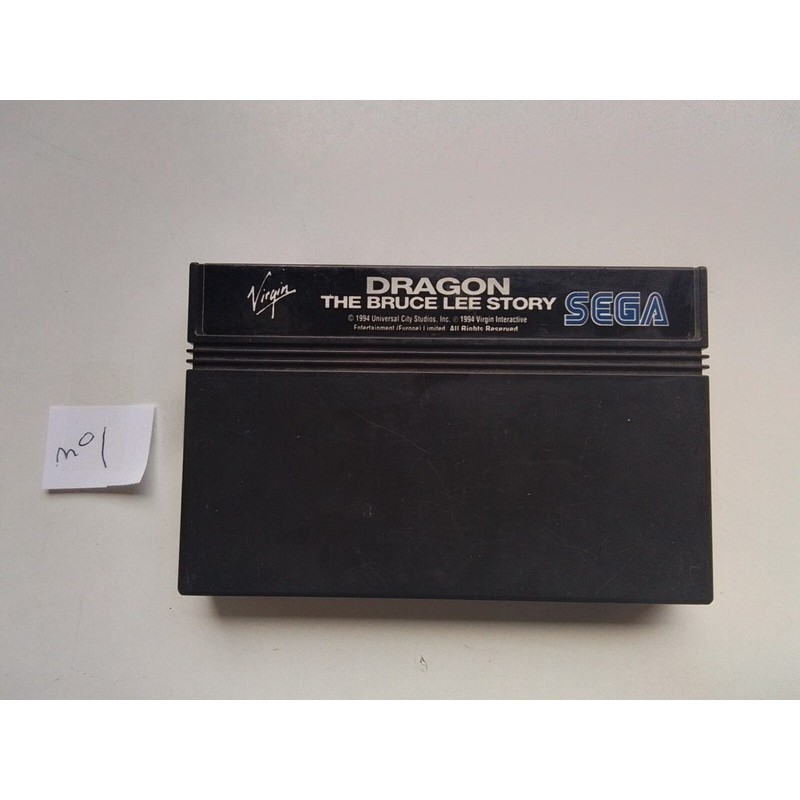 Virgin
DRAGON
THE BRUCE LEE STORY
SEGA
© 1994 Universal City Studios, Inc. ℗ 1994 Virgin Interactive
Entertainment (Europe) Limited. All Rights Reserved
nº1